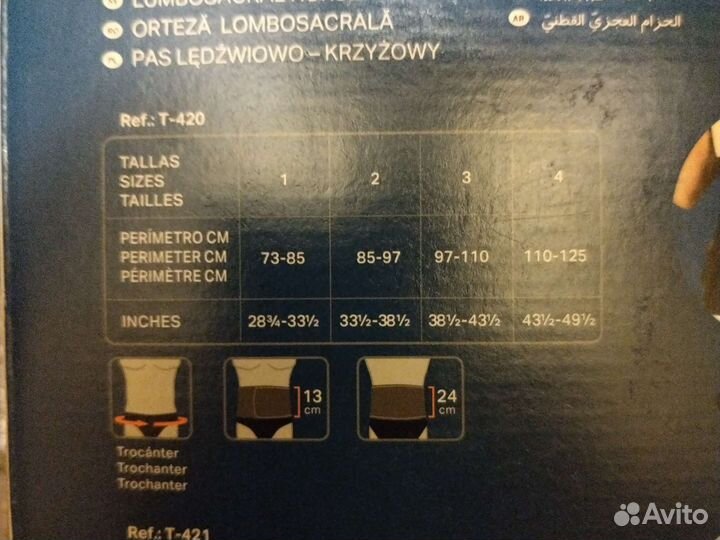 ORTEZĂ LOMBOSACRALĂ
PAS LĘDŹWIOWO – KRZYŻOWY
AR الحزام العجزي القطني
Ref.: T-420
TALLAS
SIZES
TAILLES
1 2 3 4
PERÍMETRO CM
PERIMETER CM
PÉRIMÈTRE CM
73-85 85-97 97-110 110-125
INCHES 28¾-33½ 33½-38½ 38½-43½ 43½-49½
13
cm
24
cm
Trocánter
Trochanter
Trochanter
Ref.: T-421
Avito